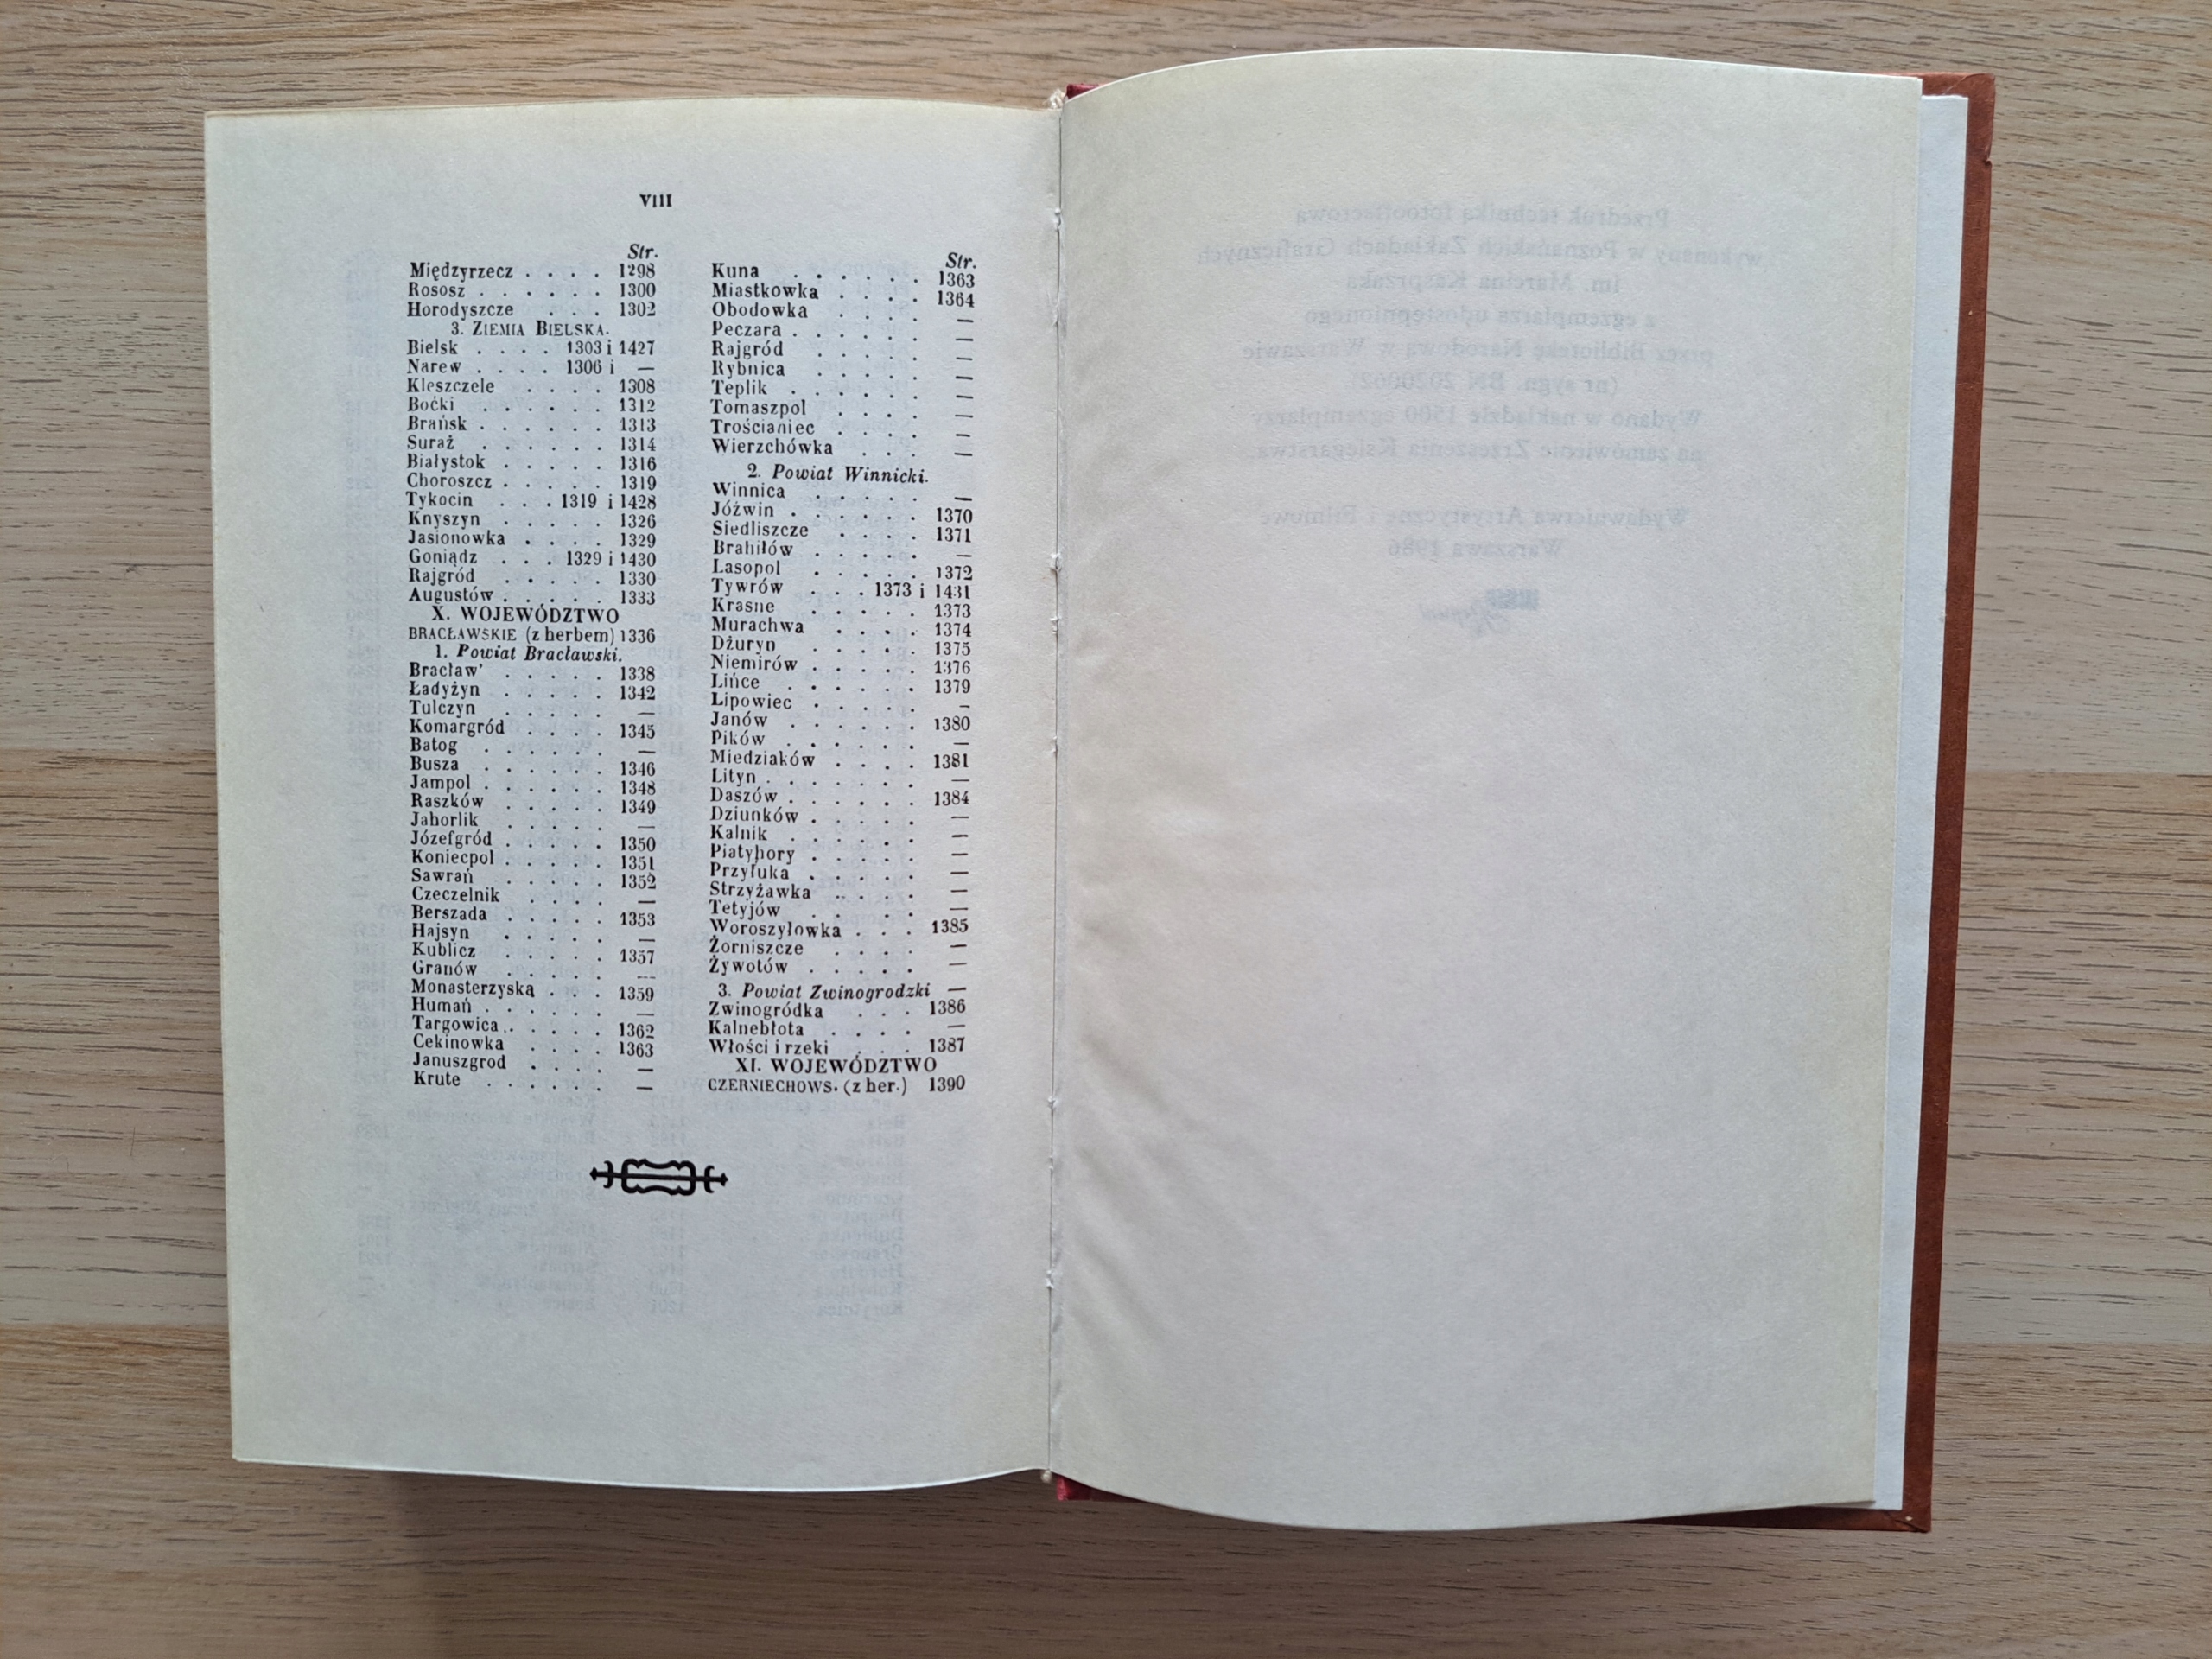 VIII
Str.
Międzyrzecz . . . . 1298
Rososz . . . . . . 1300
Horodyszcze . . . 1302
3. ZIEMIA BIELSKA.
Bielsk . . . . 1303 i 1427
Narew . . . . 1306 i —
Kleszczele . . . . 1308
Boćki . . . . . . 1312
Brańsk . . . . . . 1313
Suraż . . . . . . 1314
Białystok . . . . . 1316
Choroszcz . . . . . 1319
Tykocin . . . 1319 i 1428
Knyszyn . . . . . 1326
Jasionowka . . . . 1329
Goniądz . . . 1329 i 1430
Rajgród . . . . . 1330
Augustów . . . . . 1333
X. WOJEWÓDZTWO
BRACŁAWSKIE (z herbem) 1336
1. Powiat Bracławski.
Bracław' . . . . . 1338
Ładyżyn . . . . . 1342
Tulczyn . . . . . —
Komargród . . . . 1345
Batog . . . . . . —
Busza . . . . . . 1346
Jampol . . . . . . 1348
Raszków . . . . . 1349
Jahorlik . . . . . —
Józefgród . . . . . 1350
Koniecpol . . . . . 1351
Sawrań . . . . . 1352
Czeczelnik . . . . —
Berszada . . . . . 1353
Hajsyn . . . . . —
Kublicz . . . . . 1357
Granów . . . . . —
Monasterzyska . . . 1359
Humań . . . . . . —
Targowica . . . . . 1362
Cekinowka . . . . 1363
Januszgrod . . . . —
Krute . . . . . . —
Str.
Kuna . . . . . . 1363
Miastkowka . . . . 1364
Obodowka . . . . —
Peczara . . . . . . —
Rajgród . . . . . —
Rybnica . . . . . —
Teplik . . . . . . —
Tomaszpol . . . . —
Trościaniec . . . . —
Wierzchówka . . . —
2. Powiat Winnicki.
Winnica . . . . . —
Jóźwin . . . . . . 1370
Siedliszcze . . . . 1371
Brahiłów . . . . . —
Lasopol . . . . . 1372
Tywrów . . . 1373 i 1431
Krasne . . . . . 1373
Murachwa . . . . 1374
Dżuryn . . . . . 1375
Niemirów . . . . . 1376
Lińce . . . . . . 1379
Lipowiec . . . . . —
Janów . . . . . . 1380
Pików . . . . . . —
Miedziaków . . . . 1381
Lityn . . . . . . —
Daszów . . . . . . 1384
Dziunków . . . . . —
Kalnik . . . . . . —
Piatyhory . . . . . —
Przyłuka . . . . . —
Strzyżawka . . . . —
Tetyjów . . . . . —
Woroszyłowka . . . 1385
Żorniszcze . . . . —
Żywotów . . . . . —
3. Powiat Zwinogrodzki —
Zwinogródka . . . 1386
Kalnebłota . . . . —
Włości i rzeki . . . 1387
XI. WOJEWÓDZTWO
CZERNIECHOWS. (z her.) 1390